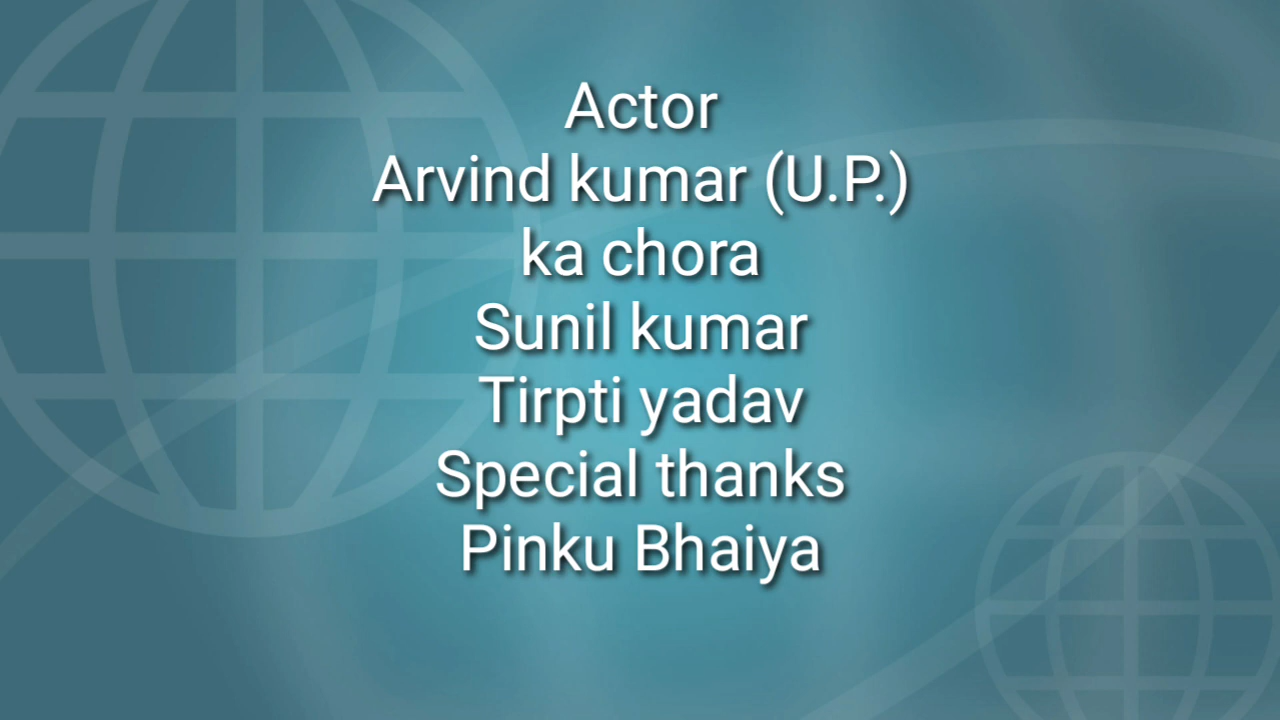 Actor
Arvind kumar (U.P.)
ka chora
Sunil kumar
Tirpti yadav
Special thanks
Pinku Bhaiya